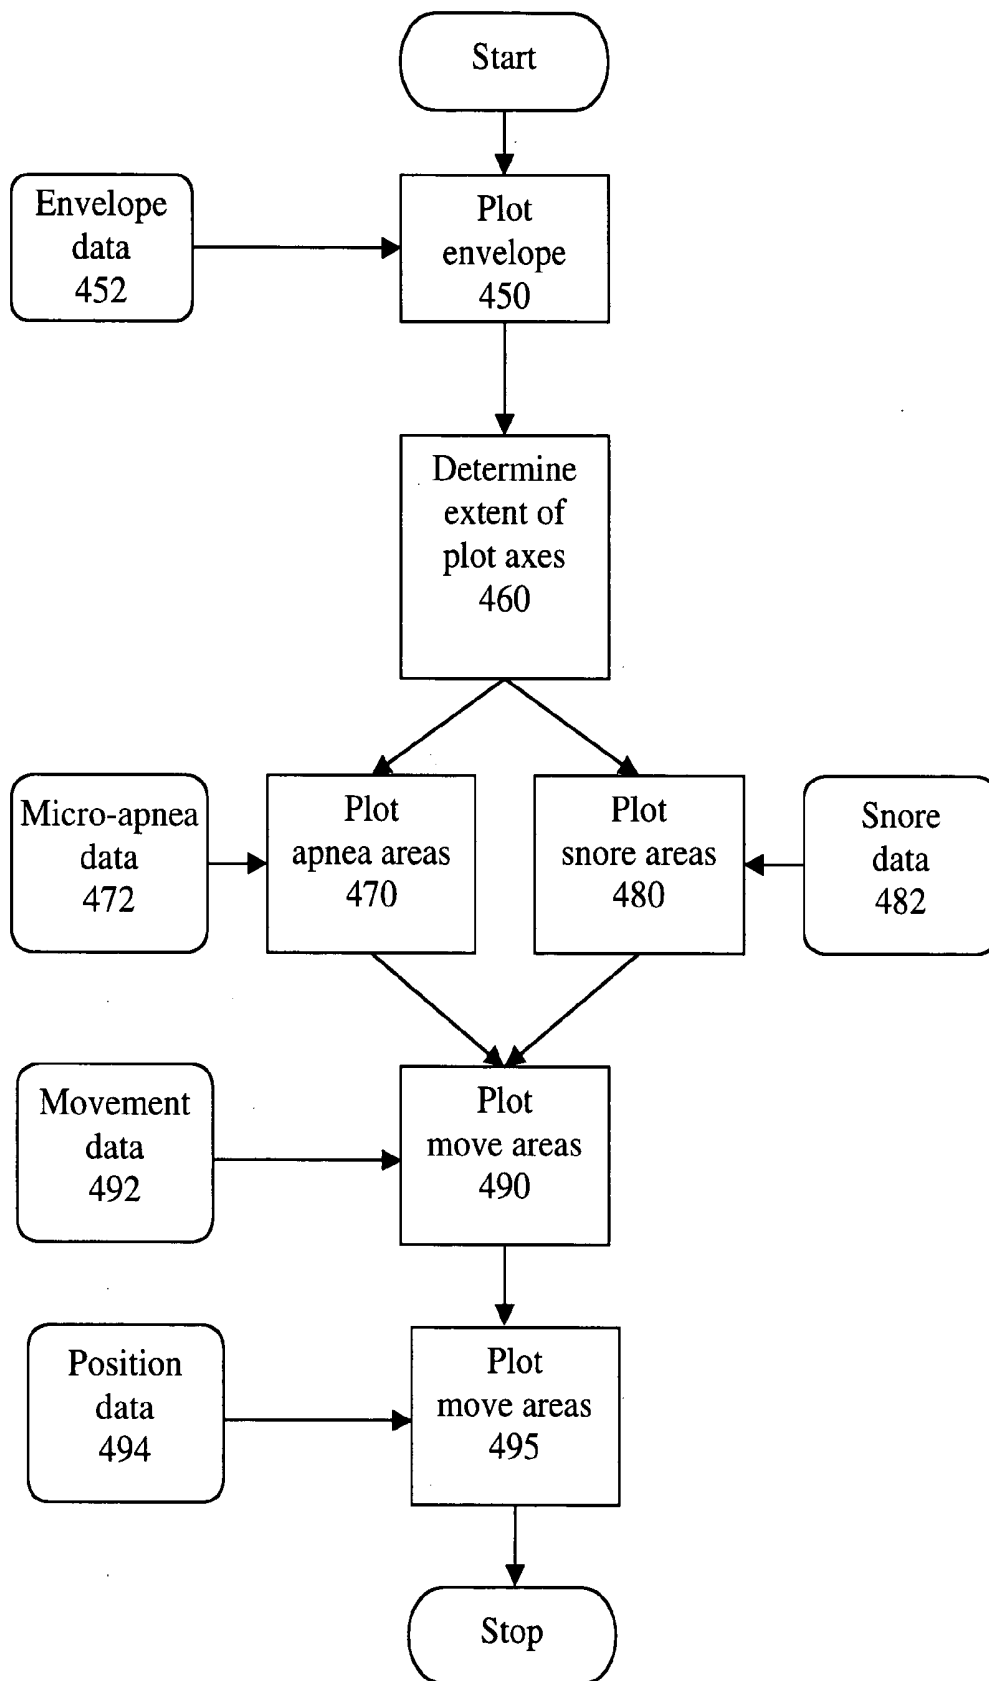 Start
Envelope
data
452
Plot
envelope
450
Determine
extent of
plot axes
460
Micro-apnea
data
472
Plot
apnea areas
470
Plot
snore areas
480
Snore
data
482
Movement
data
492
Plot
move areas
490
Position
data
494
Plot
move areas
495
Stop